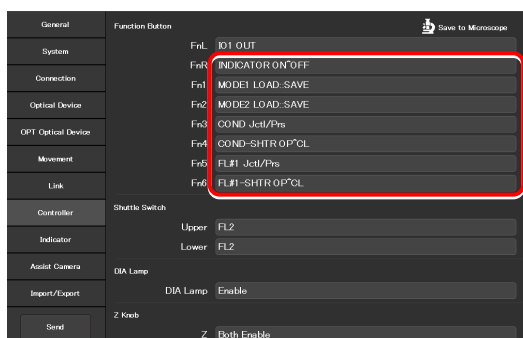 General
System
Connection
Optical Device
OPT Optical Device
Movement
Link
Controller
Indicator
Assist Camera
Import/Export
Send
Function Button
Save to Microscope
FnL IO1 OUT
FnR INDICATOR ON~OFF
Fn1 MODE1 LOAD::SAVE
Fn2 MODE2 LOAD::SAVE
Fn3 COND Jctl/Prs
Fn4 COND-SHTR OP~CL
Fn5 FL#1 Jctl/Prs
Fn6 FL#1-SHTR OP~CL
Shuttle Switch
Upper FL2
Lower FL2
DIA Lamp
DIA Lamp Enable
Z Knob
Z Both Enable